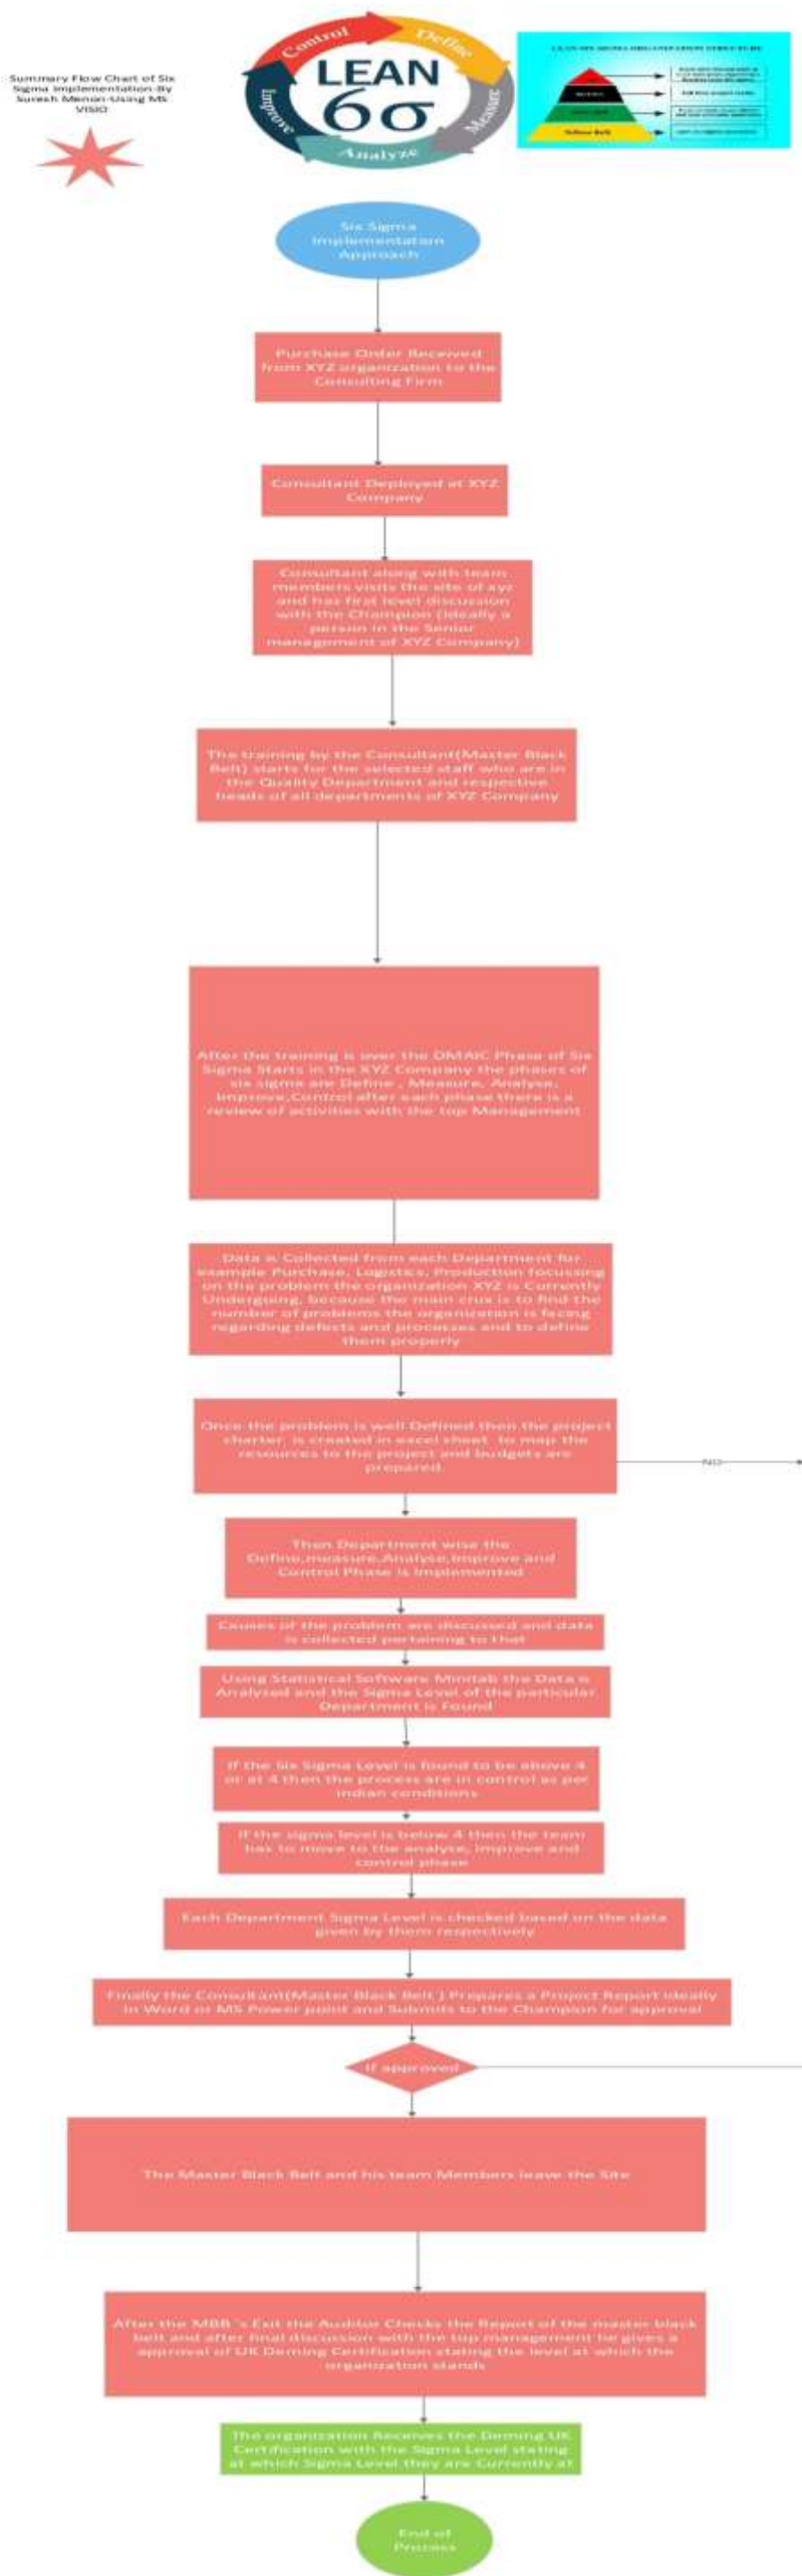 Summary Flow Chart of Six
Sigma Implementation-By
Suresh Menon-Using MS
VISIO
Control
Define
LEAN
6σ
Improve
Measure
Analyze
LEAN SIX SIGMA ORGANIZATION STRUCTURE
Yellow Belt
Six Sigma
Implementation
Approach
Purchase Order Received
from XYZ organization to the
Consulting Firm
Consultant Deployed at XYZ
Company
Consultant along with team
members visits the site of xyz
and has first level discussion
with the Champion (Ideally a
person in the Senior
management of XYZ Company)
The training by the Consultant(Master Black
Belt) starts for the selected staff who are in
the Quality Department and respective
heads of all departments of XYZ Company
After the training is over the DMAIC Phase of Six
Sigma Starts in the XYZ Company the phases of
six sigma are Define , Measure, Analyse,
Improve,Control after each phase there is a
review of activities with the top Management
Data is Collected from each Department for
example Purchase, Logistics, Production focussing
on the problem the organization XYZ is Currently
Undergoing, because the main crux is to find the
number of problems the organization is facing
regarding defects and processes and to define
them properly
Once the problem is well Defined then the project
charter is created in excel sheet to map the
resources to the project and budgets are
prepared.
NO
Then Department wise the
Define,measure,Analyse,Improve and
Control Phase is Implemented
Causes of the problem are discussed and data
is collected pertaining to that
Using Statistical Software Minitab the Data is
Analysed and the Sigma Level of the particular
Department is Found
If the Six Sigma Level is found to be above 4
or at 4 then the process are in control as per
indian conditions
If the sigma level is below 4 then the team
has to move to the analyse, improve and
control phase
Each Department Sigma Level is checked based on the data
given by them respectively
Finally the Consultant(Master Black Belt ) Prepares a Project Report ideally
in Word or MS Power point and Submits to the Champion for approval
If approved
The Master Black Belt and his team Members leave the Site
After the MBB 's Exit the Auditor Checks the Report of the master black
belt and after final discussion with the top management he gives a
approval of UK Deming Certification stating the level at which the
organization stands
The organization Receives the Deming UK
Certification with the Sigma Level stating
at which Sigma Level they are Currently at
End of
Process